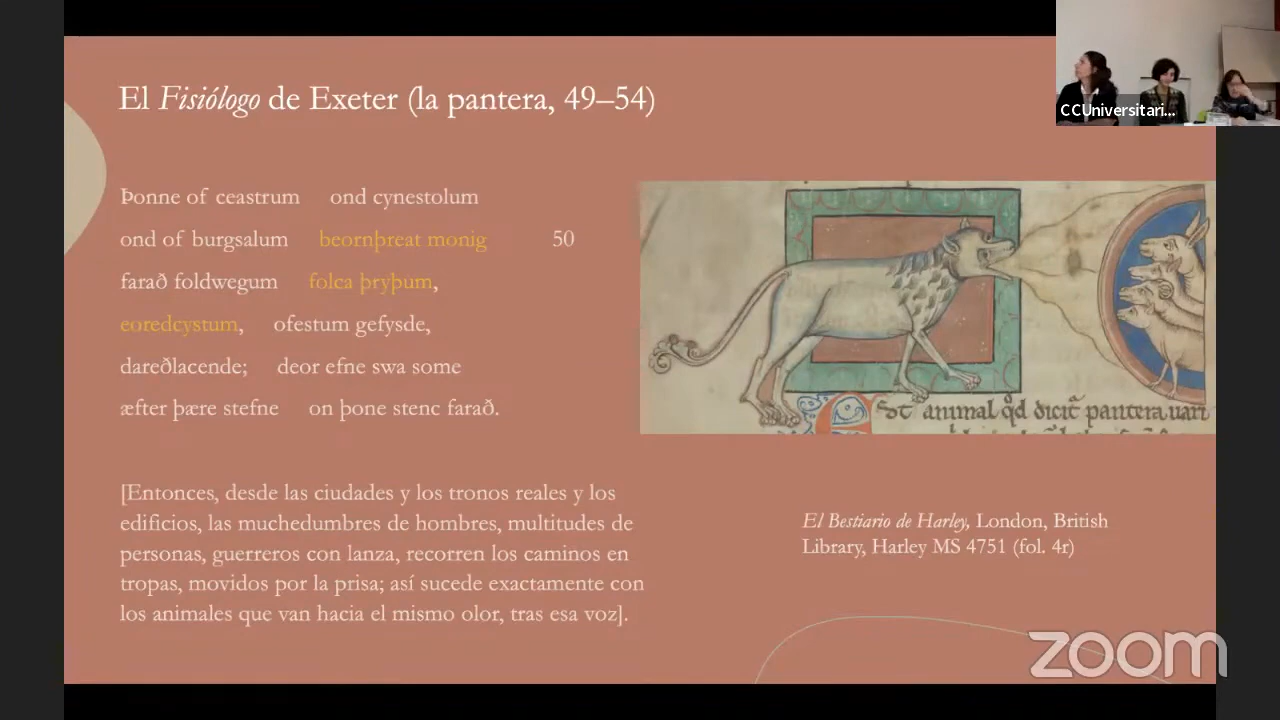 El Fisiólogo de Exeter (la pantera, 49–54)
CCUniversitari...
Þonne of ceastrum ond cynestolum
ond of burgsalum beornþreat monig 50
farað foldwegum folca þryþum,
eoredcystum, ofestum gefysde,
dareðlacende; deor efne swa some
æfter þære stefne on þone stenc farað.
Est animal qd dicit pantera uari
[Entonces, desde las ciudades y los tronos reales y los
edificios, las muchedumbres de hombres, multitudes de
personas, guerreros con lanza, recorren los caminos en
tropas, movidos por la prisa; así sucede exactamente con
los animales que van hacia el mismo olor, tras esa voz].
El Bestiario de Harley, London, British
Library, Harley MS 4751 (fol. 4r)
zoom